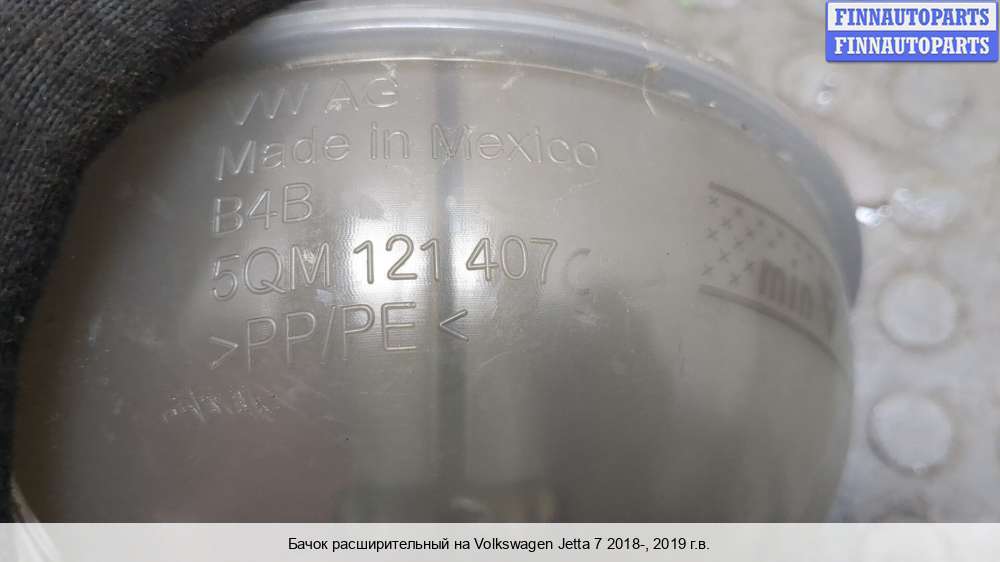 FINNAUTOPARTS
FINNAUTOPARTS
VW AG
Made in Mexico
B4B
5QM 121 407 C
>PP/PE<
min
Бачок расширительный на Volkswagen Jetta 7 2018-, 2019 г.в.